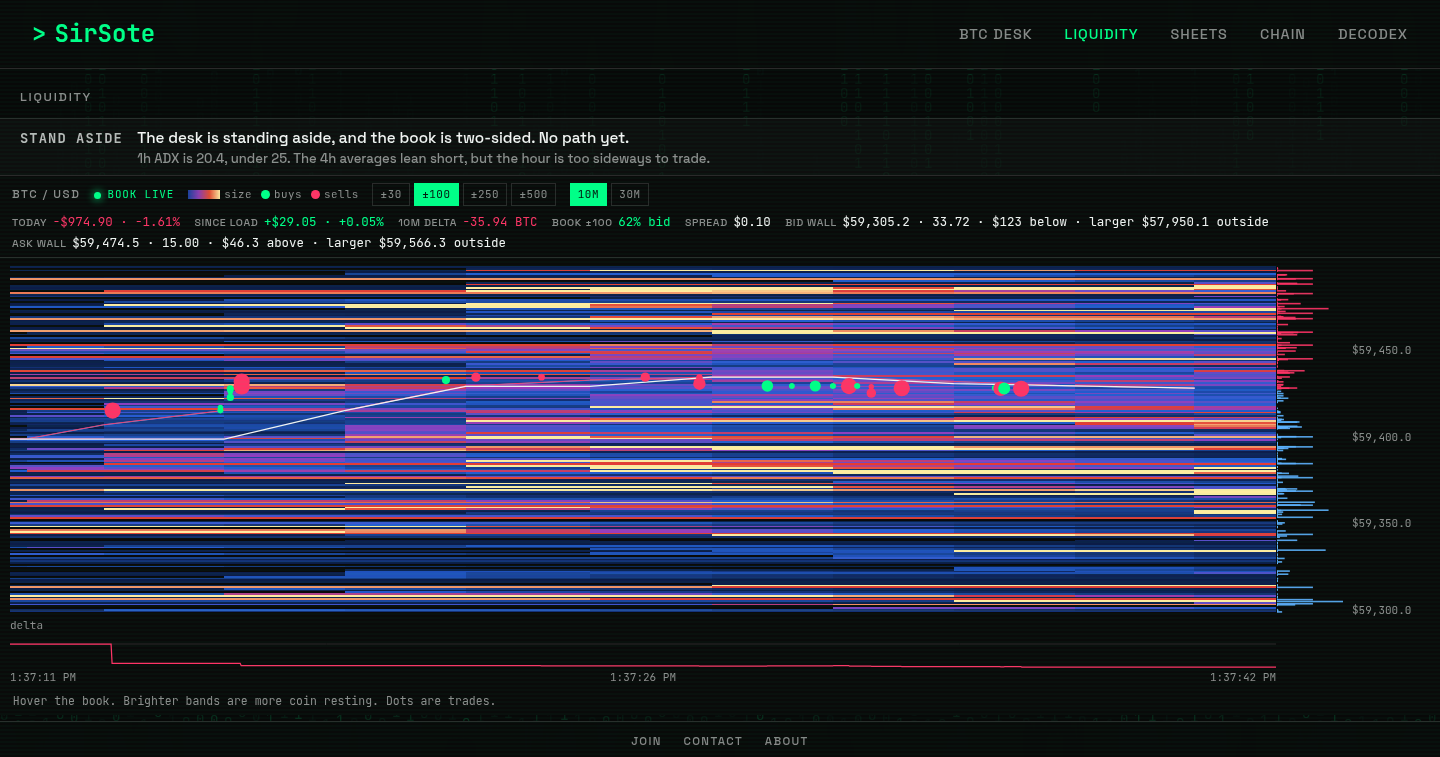 > SirSote
BTC DESK LIQUIDITY SHEETS CHAIN DECODEX
LIQUIDITY
STAND ASIDE The desk is standing aside, and the book is two-sided. No path yet.
1h ADX is 20.4, under 25. The 4h averages lean short, but the hour is too sideways to trade.
BTC / USD BOOK LIVE size buys sells ±30 ±100 ±250 ±500 10M 30M
TODAY -$974.90 · -1.61% SINCE LOAD +$29.05 · +0.05% 10M DELTA -35.94 BTC BOOK ±100 62% bid SPREAD $0.10 BID WALL $59,305.2 · 33.72 · $123 below · larger $57,950.1 outside
ASK WALL $59,474.5 · 15.00 · $46.3 above · larger $59,566.3 outside
$59,450.0
$59,400.0
$59,350.0
$59,300.0
delta
1:37:11 PM 1:37:26 PM 1:37:42 PM
Hover the book. Brighter bands are more coin resting. Dots are trades.
JOIN CONTACT ABOUT